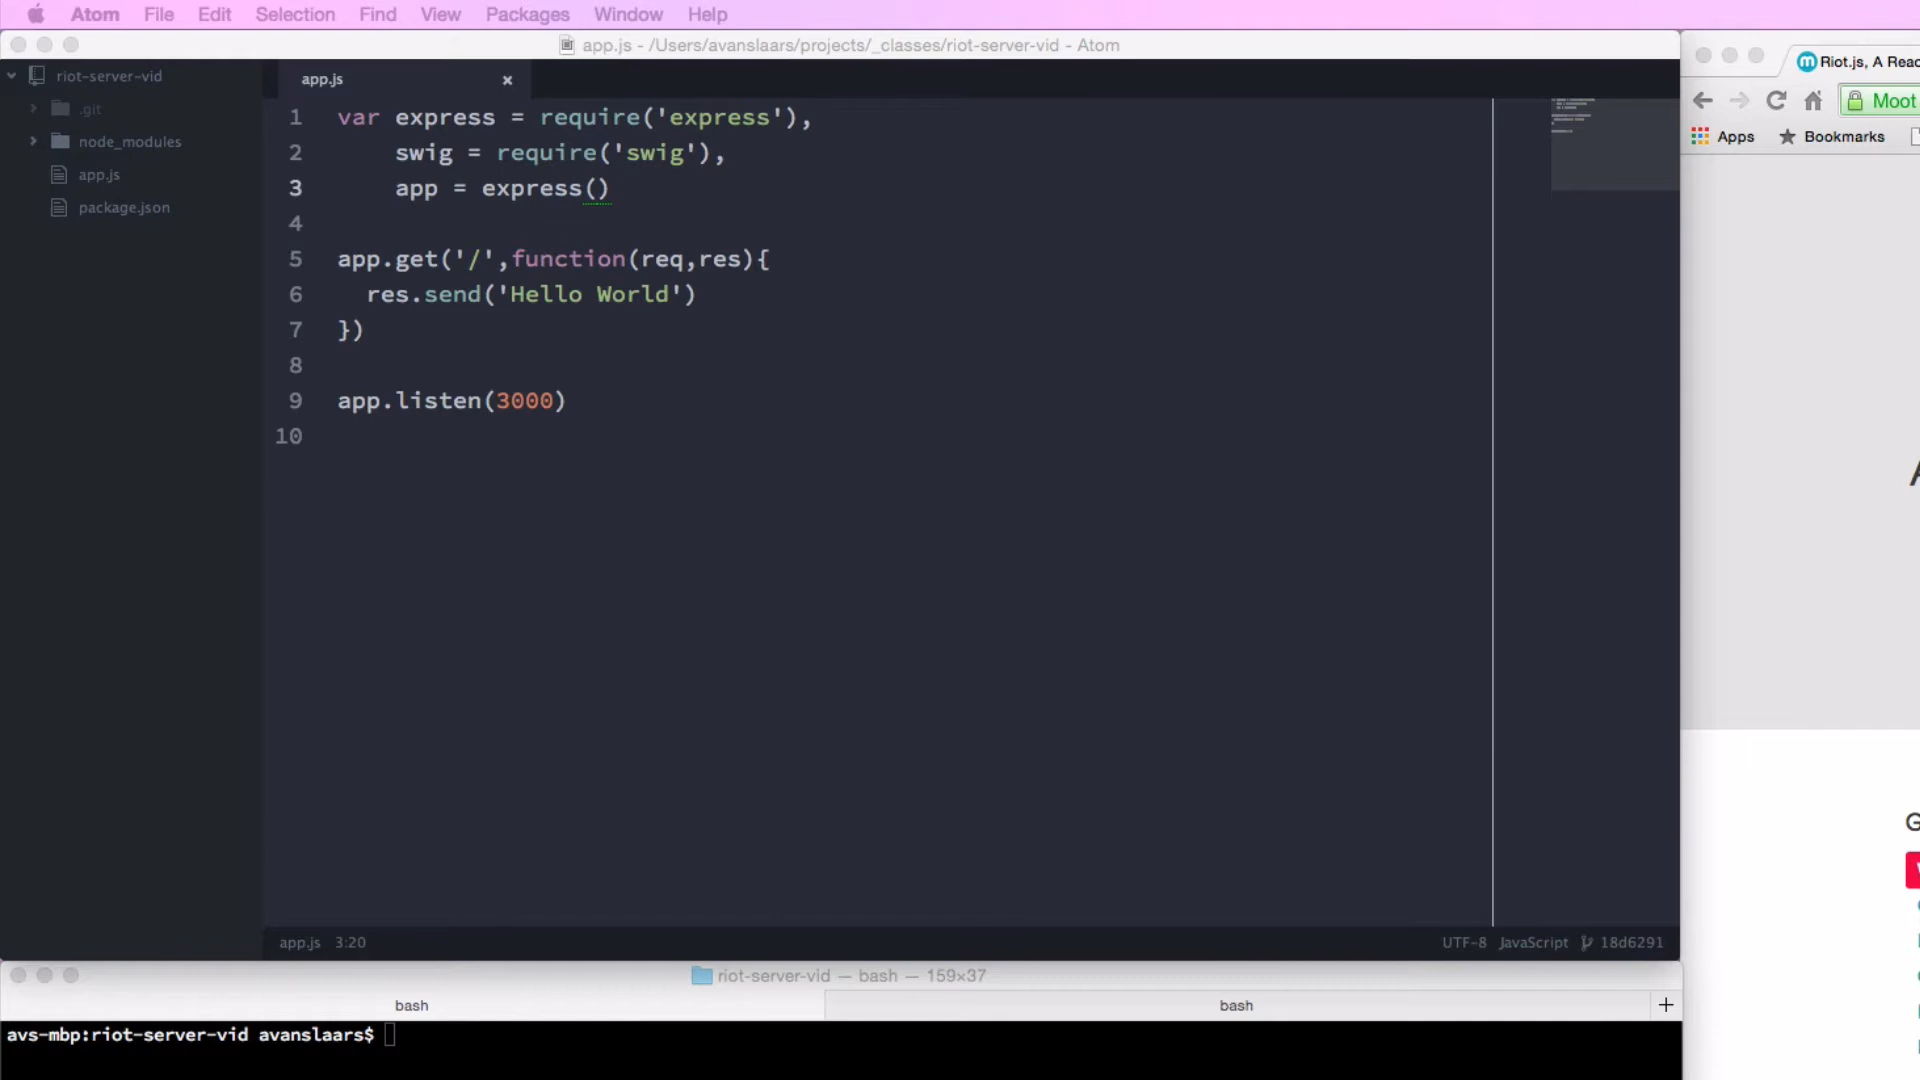 Atom File Edit Selection Find View Packages Window Help
app.js - /Users/avanslaars/projects/_classes/riot-server-vid - Atom
riot-server-vid
.git
node_modules
app.js
package.json
app.js
1 var express = require('express'),
2 swig = require('swig'),
3 app = express()
4
5 app.get('/',function(req,res){
6 res.send('Hello World')
7 })
8
9 app.listen(3000)
10
app.js 3:20
UTF-8 JavaScript 18d6291
riot-server-vid — bash — 159×37
bash
bash
avs-mbp:riot-server-vid avanslaars$
Riot.js, A Reac
Moot
Apps Bookmarks